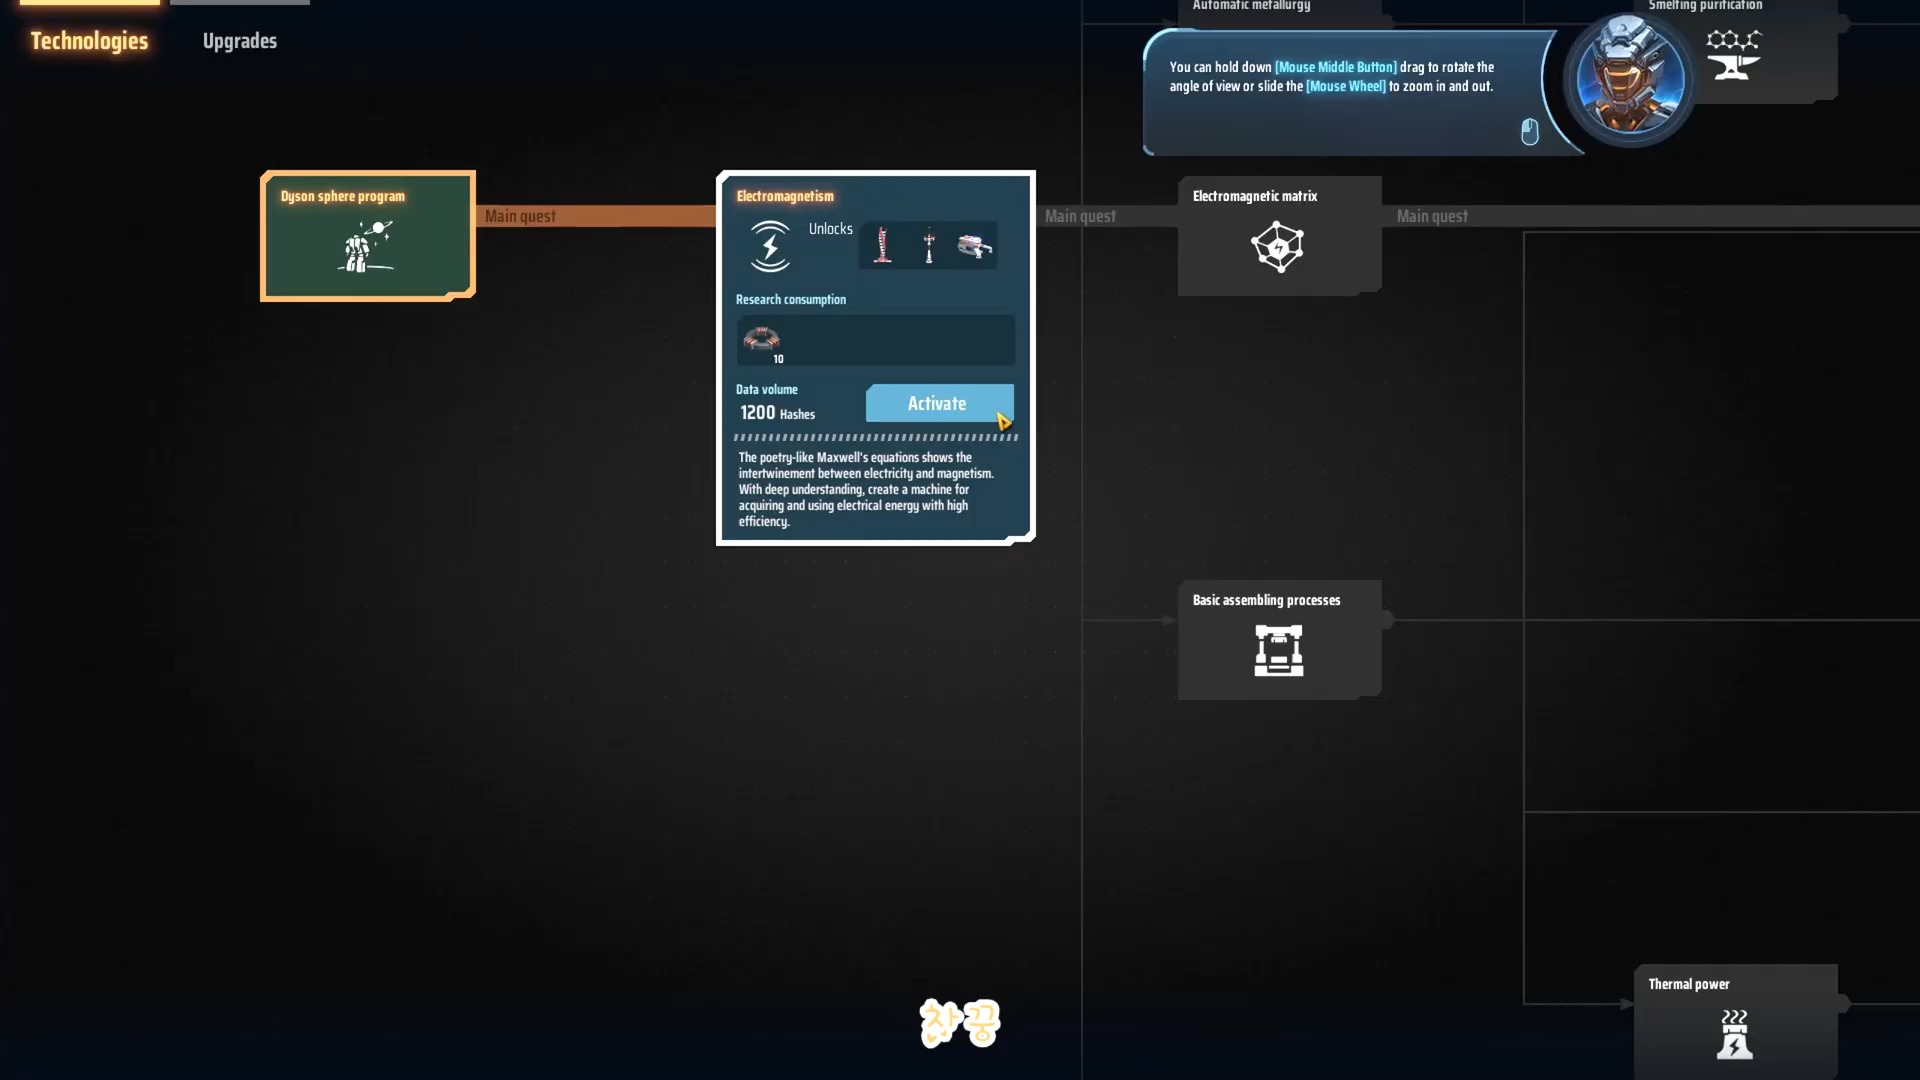 Technologies
Upgrades
Automatic metallurgy
Smelting purification
You can hold down [Mouse Middle Button] drag to rotate the
angle of view or slide the [Mouse Wheel] to zoom in and out.
Dyson sphere program
Main quest
Electromagnetism
Unlocks
Research consumption
10
Data volume
1200 Hashes
Activate
The poetry-like Maxwell's equations shows the
intertwinement between electricity and magnetism.
With deep understanding, create a machine for
acquiring and using electrical energy with high
efficiency.
Main quest
Electromagnetic matrix
Main quest
Basic assembling processes
Thermal power
찬꿍